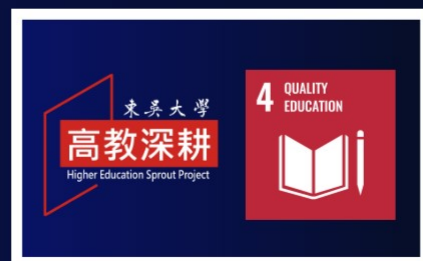 東吳大學
高教深耕
Higher Education Sprout Project
4 QUALITY
EDUCATION